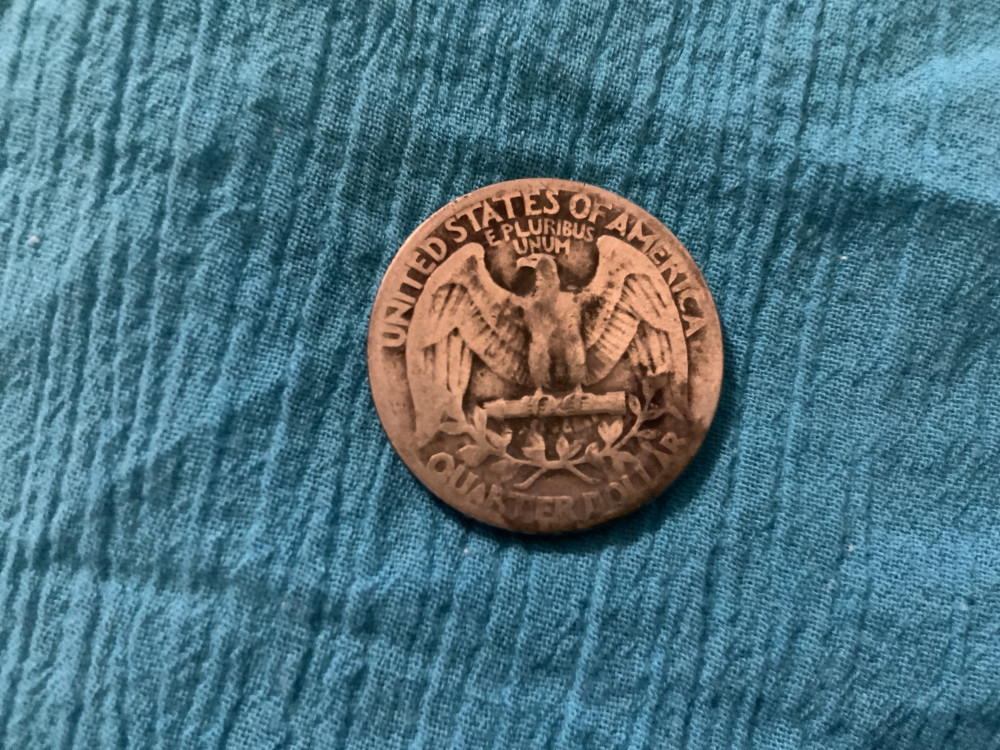 UNITED STATES OF AMERICA
E PLURIBUS
UNUM
QUARTER DOLLAR